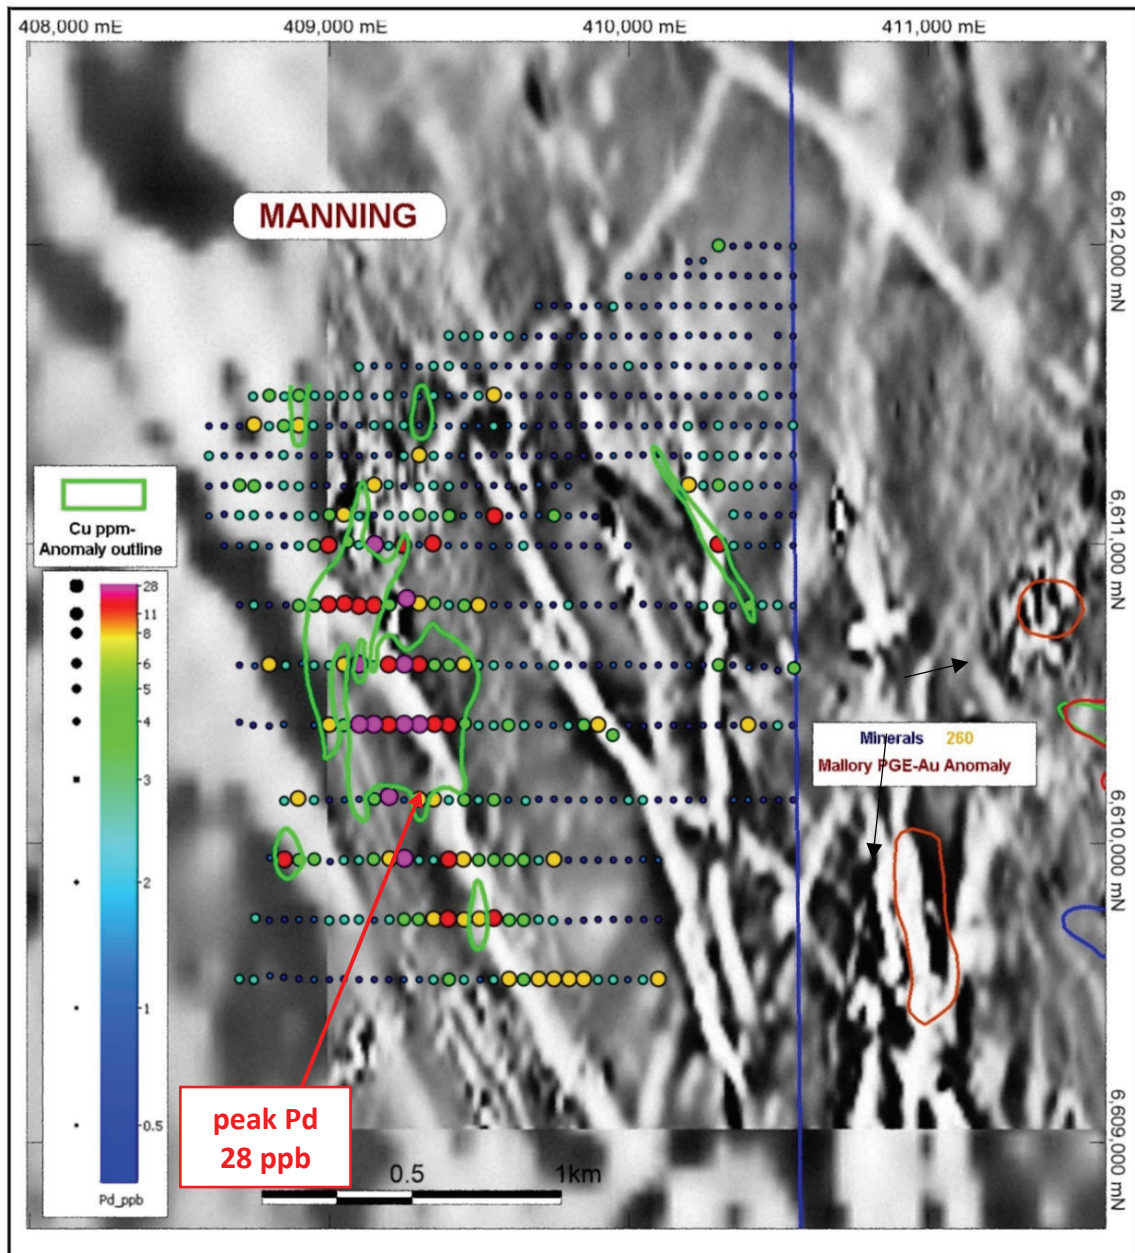 408,000 mE
409,000 mE
410,000 mE
411,000 mE
MANNING
6,612,000 mN
6,611,000 mN
6,610,000 mN
6,609,000 mN
Cu ppm-
Anomaly outline
28
11
8
6
5
4
3
2
1
0.5
Pd_ppb
Minerals 260
Mallory PGE-Au Anomaly
peak Pd
28 ppb
0.5
1km